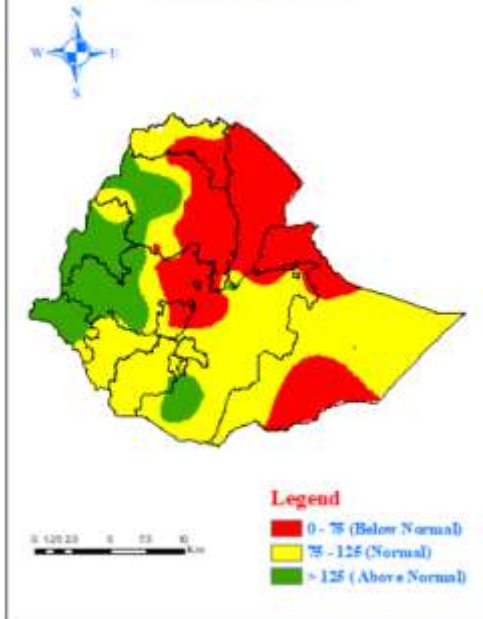 N
W
S
Legend
0 - 75 (Below Normal)
75 - 125 (Normal)
> 125 ( Above Normal)